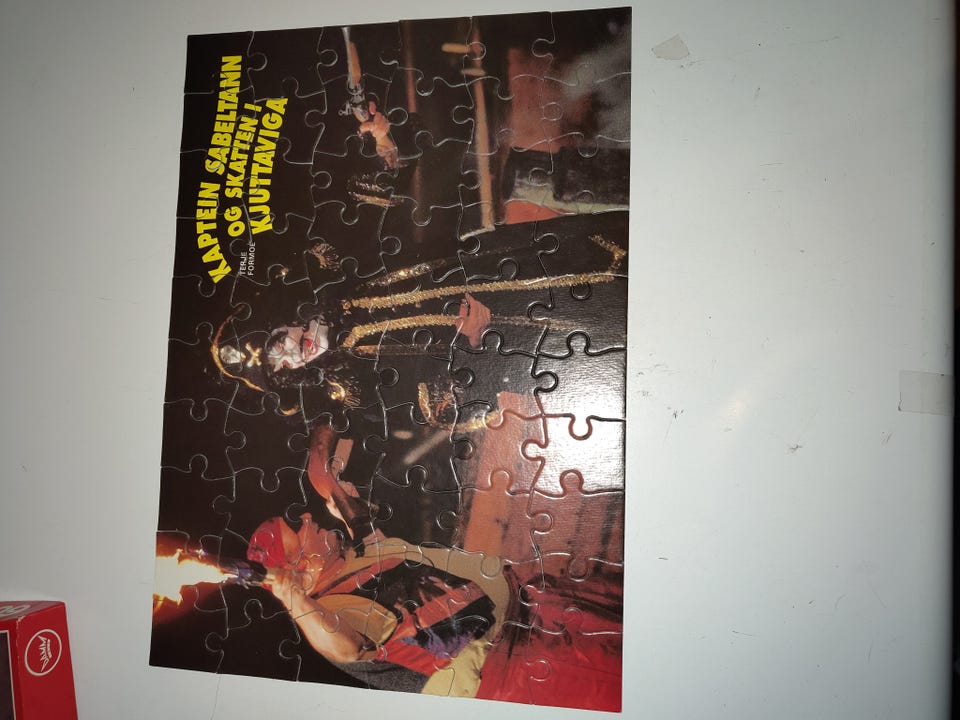 KAPTEIN SABELTANN
OG SKATTEN I
KJUTTAVIGA
TERJE
FORMOE